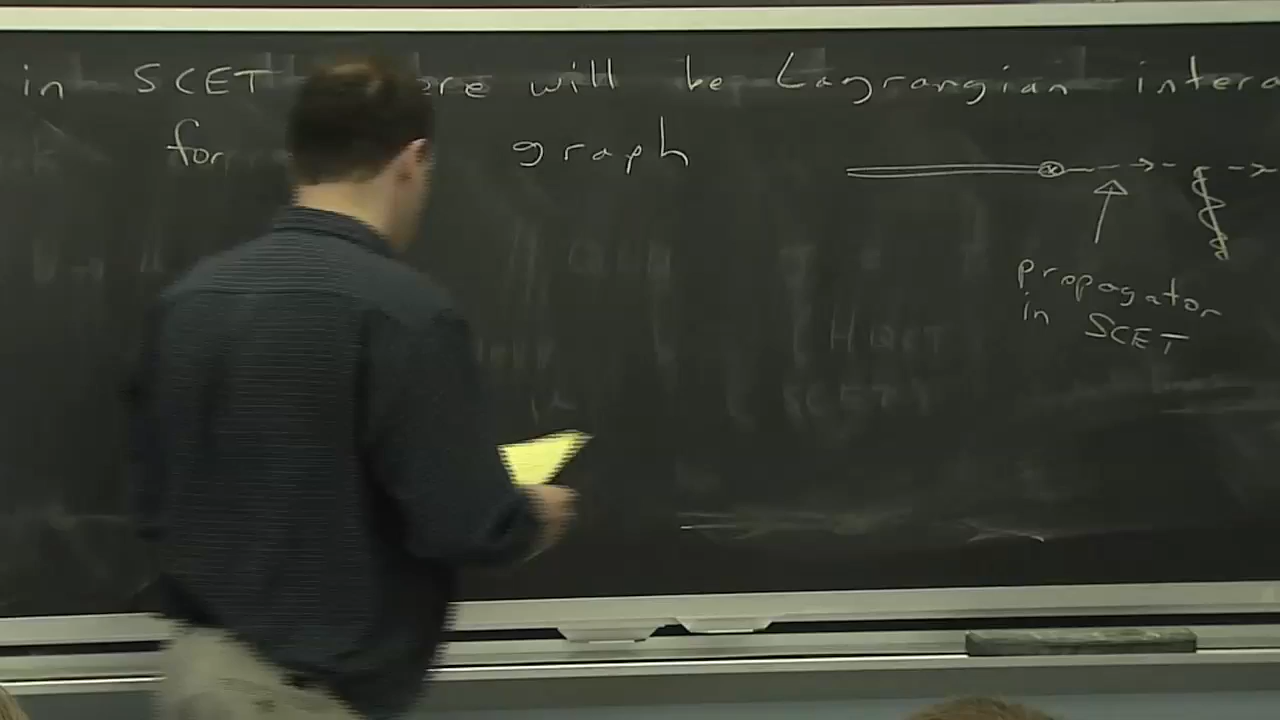 in SCET ere will be Lagrangian intera
for graph
propagator
in SCET